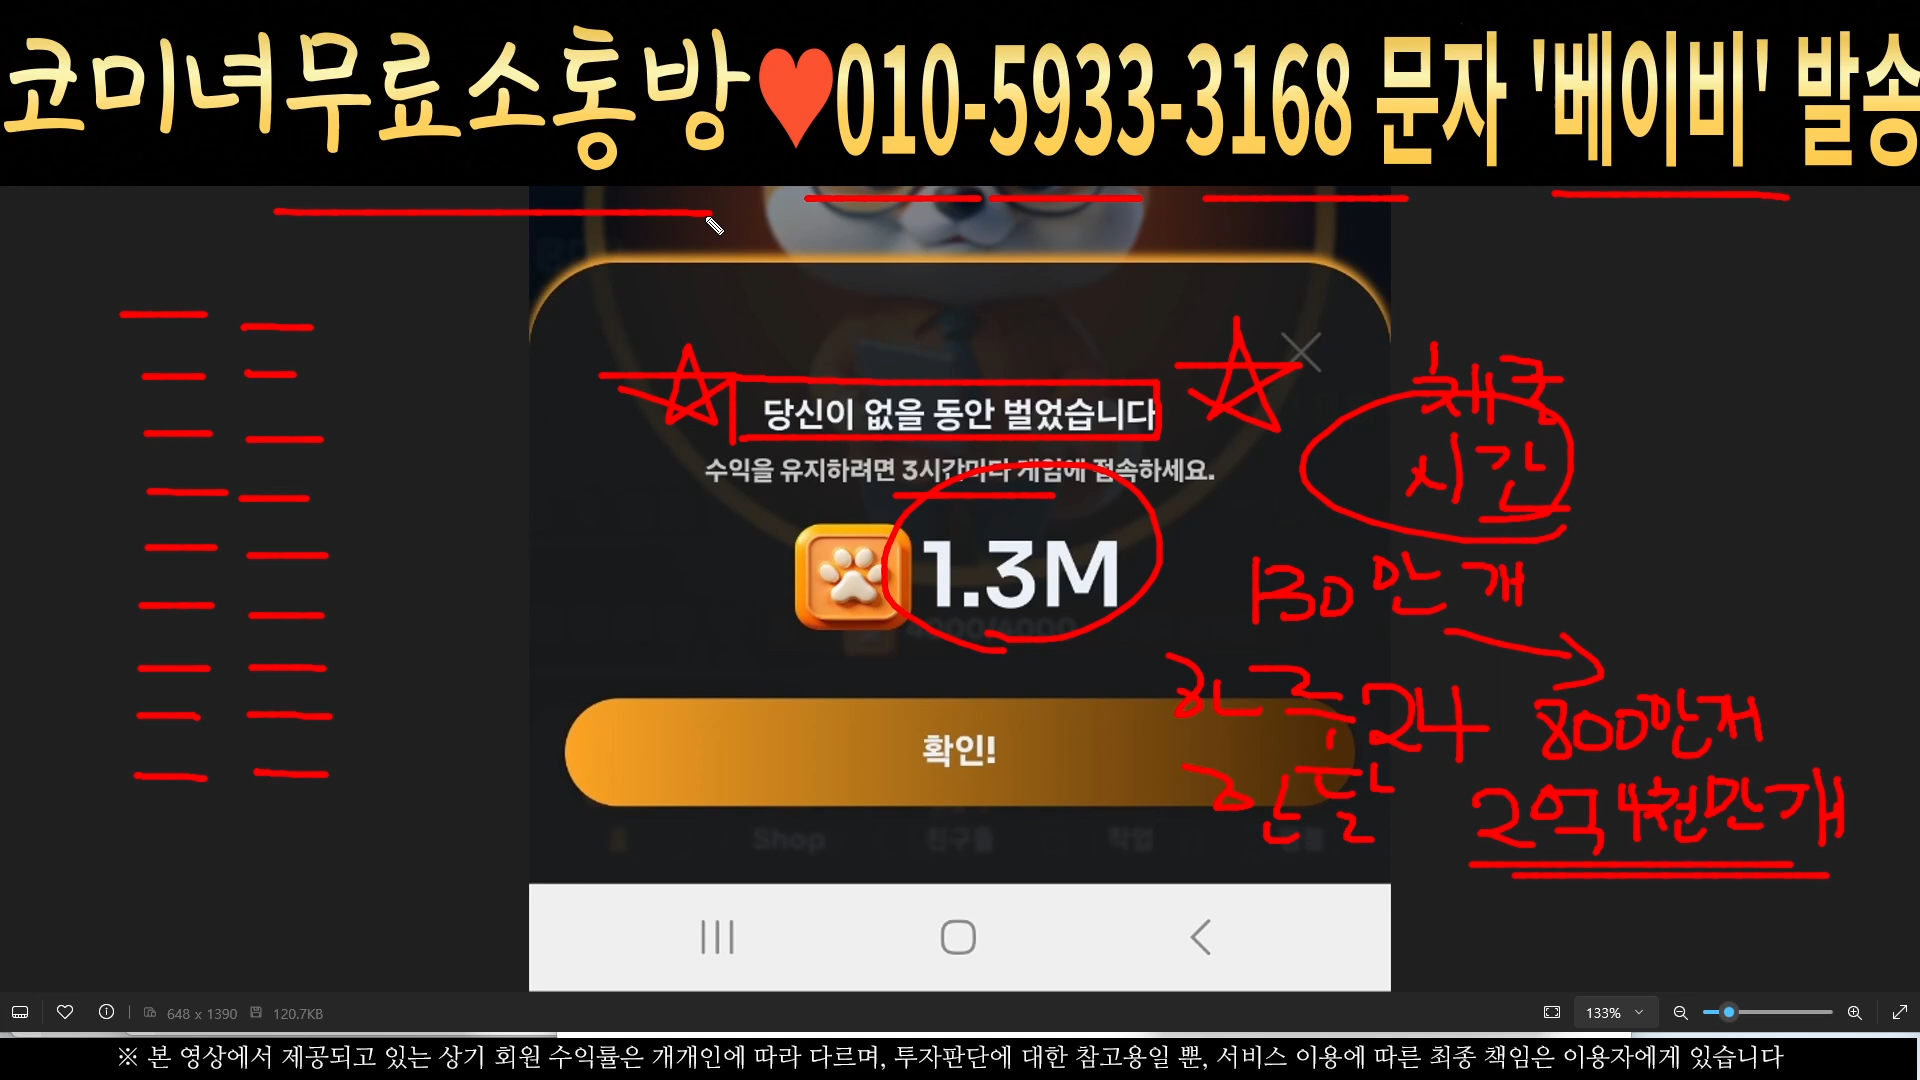 코미녀무료소통방♥010-5933-3168 문자 '베이비' 발송
당신이 없을 동안 벌었습니다
수익을 유지하려면 3시간마다 게임에 접속하세요.
채굴
시간
1.3M
130만개
하루 24 800만개
한달 2억4천만개
확인!
Shop 친구들 작업
648 x 1390 120.7KB
133%
※ 본 영상에서 제공되고 있는 상기 회원 수익률은 개개인에 따라 다르며, 투자판단에 대한 참고용일 뿐, 서비스 이용에 따른 최종 책임은 이용자에게 있습니다